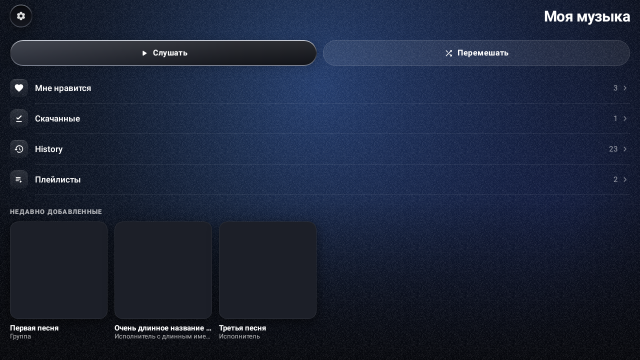 Моя музыка
Слушать
Перемешать
Мне нравится 3
Скачанные 1
History 23
Плейлисты 2
НЕДАВНО ДОБАВЛЕННЫЕ
Первая песня
Группа
Очень длинное название ...
Исполнитель с длинным име...
Третья песня
Исполнитель